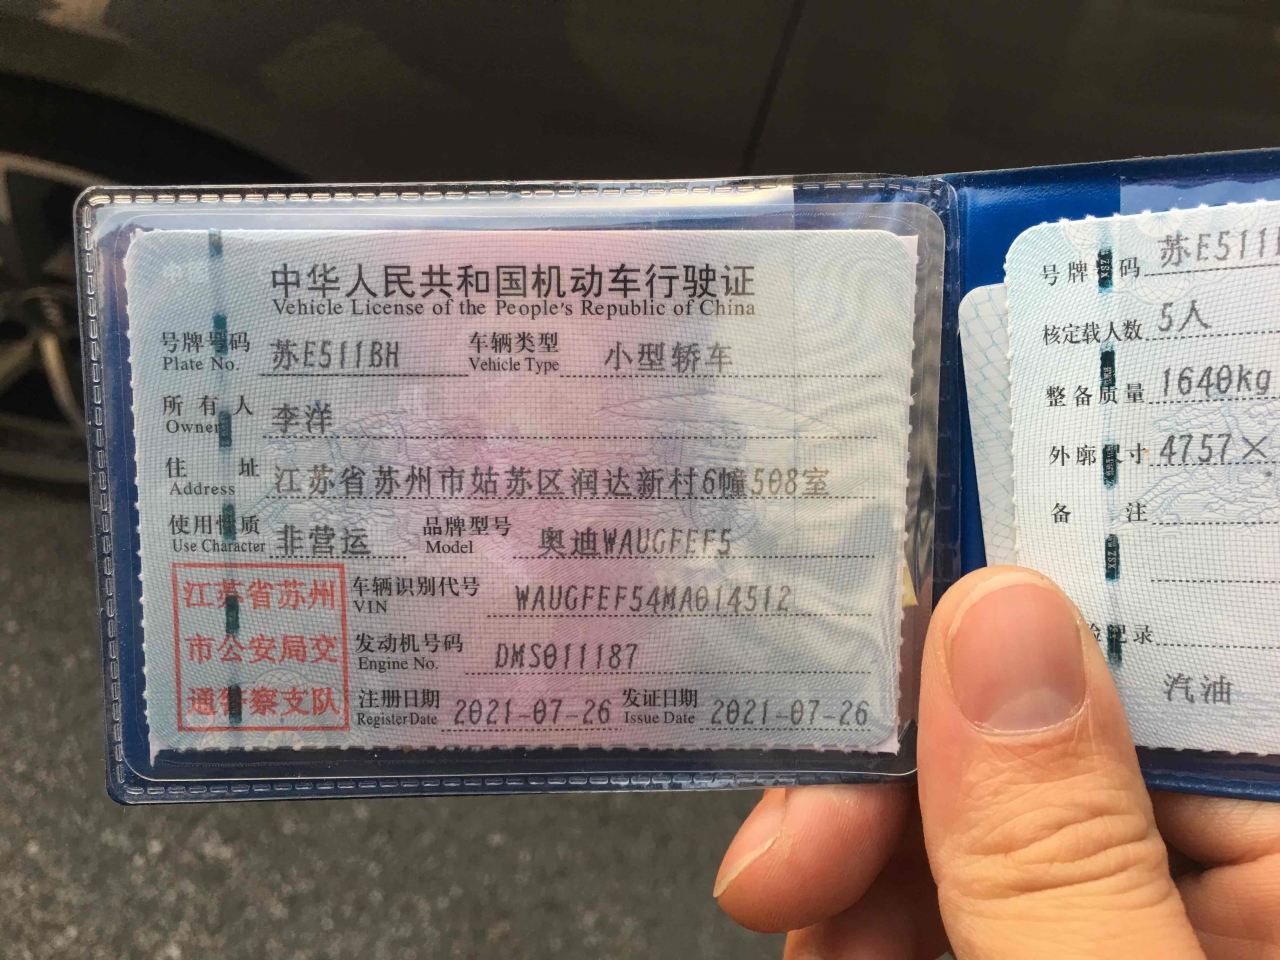 中华人民共和国机动车行驶证
Vehicle License of the People's Republic of China
号牌号码 苏E511BH 车辆类型 小型轿车
Plate No. Vehicle Type
所有人 李洋
Owner
住址 江苏省苏州市姑苏区润达新村6幢508室
Address
使用性质 非营运 品牌型号 奥迪WAUGFEF5
Use Character Model
江苏省苏州
市公安局交
通警察支队
车辆识别代号 WAUGFEF54MA014512
VIN
发动机号码 DMS011187
Engine No.
注册日期 2021-07-26 发证日期 2021-07-26
Register Date Issue Date
号牌号码 苏E511
核定载人数 5人
整备质量 1640kg
外廓尺寸 4757×
备注
记录
汽油